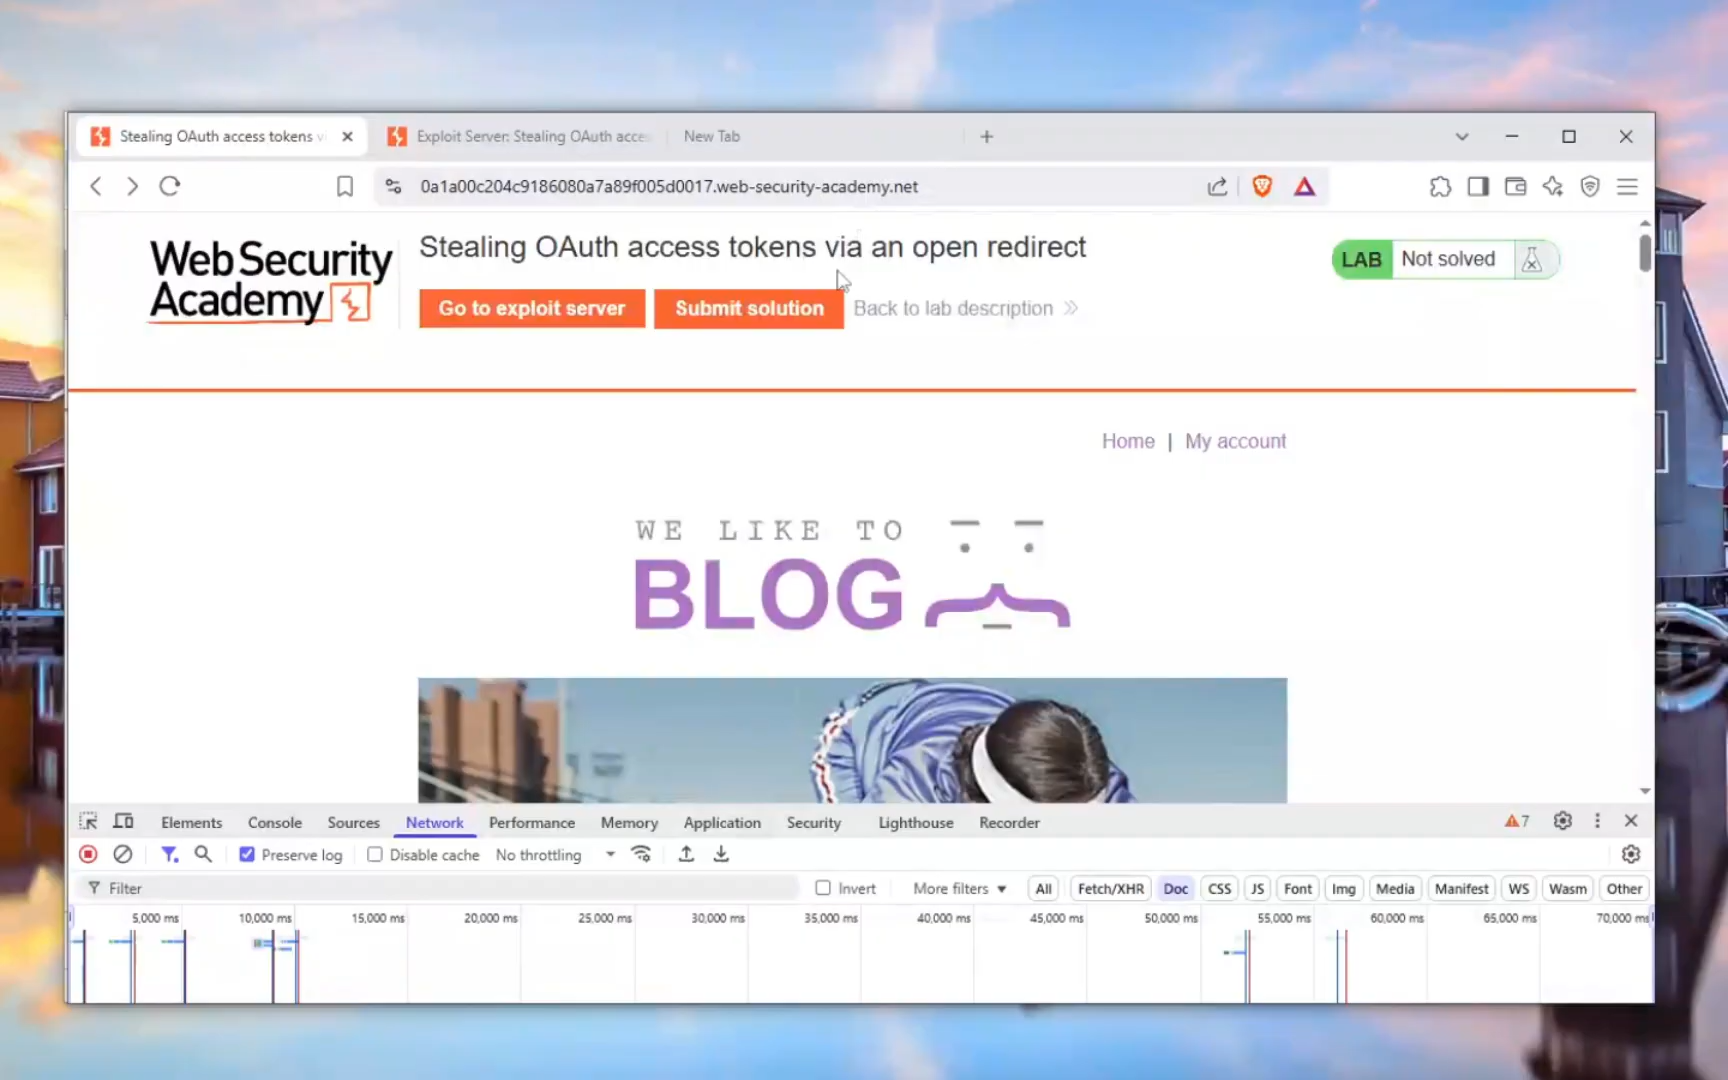 Stealing OAuth access tokens v
Exploit Server: Stealing OAuth acce
New Tab
0a1a00c204c9186080a7a89f005d0017.web-security-academy.net
Web Security
Academy
Stealing OAuth access tokens via an open redirect
LAB Not solved
Go to exploit server
Submit solution
Back to lab description
Home | My account
WE LIKE TO
BLOG
Elements Console Sources Network Performance Memory Application Security Lighthouse Recorder 7
Preserve log Disable cache No throttling
Filter Invert More filters All Fetch/XHR Doc CSS JS Font Img Media Manifest WS Wasm Other
5,000 ms 10,000 ms 15,000 ms 20,000 ms 25,000 ms 30,000 ms 35,000 ms 40,000 ms 45,000 ms 50,000 ms 55,000 ms 60,000 ms 65,000 ms 70,000 ms